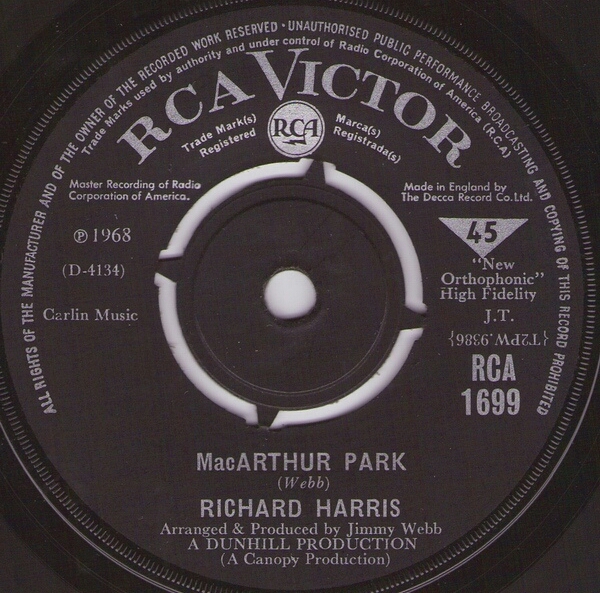 ALL RIGHTS OF THE MANUFACTURER AND OF THE OWNER OF THE RECORDED WORK RESERVED · UNAUTHORISED PUBLIC PERFORMANCE BROADCASTING AND COPYING OF THIS RECORD PROHIBITED
Trade Marks used by authority and under control of Radio Corporation of America (R.C.A)
RCA VICTOR
Trade Mark(s)
Registered
RCA
Marca(s)
Registrada(s)
Master Recording of Radio
Corporation of America.
Made in England by
The Decca Record Co. Ltd.
℗ 1968
(D-4134)
Carlin Music
45
"New
Orthophonic"
High Fidelity
J.T.
}T2PW.9386{
RCA
1699
MacARTHUR PARK
(Webb)
RICHARD HARRIS
Arranged & Produced by Jimmy Webb
A DUNHILL PRODUCTION
(A Canopy Production)